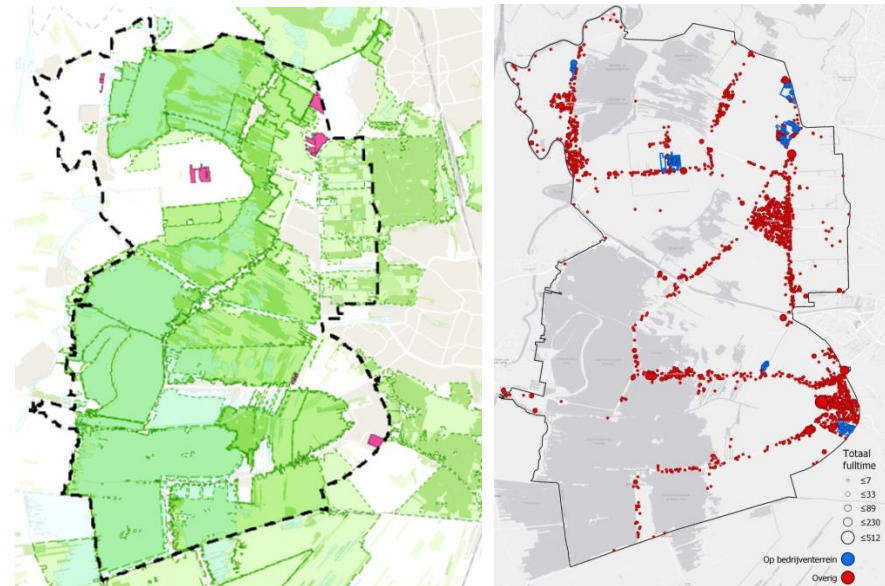 Totaal
fulltime
≤7
≤33
≤89
≤230
≤512
Op bedrijventerrein
Overig